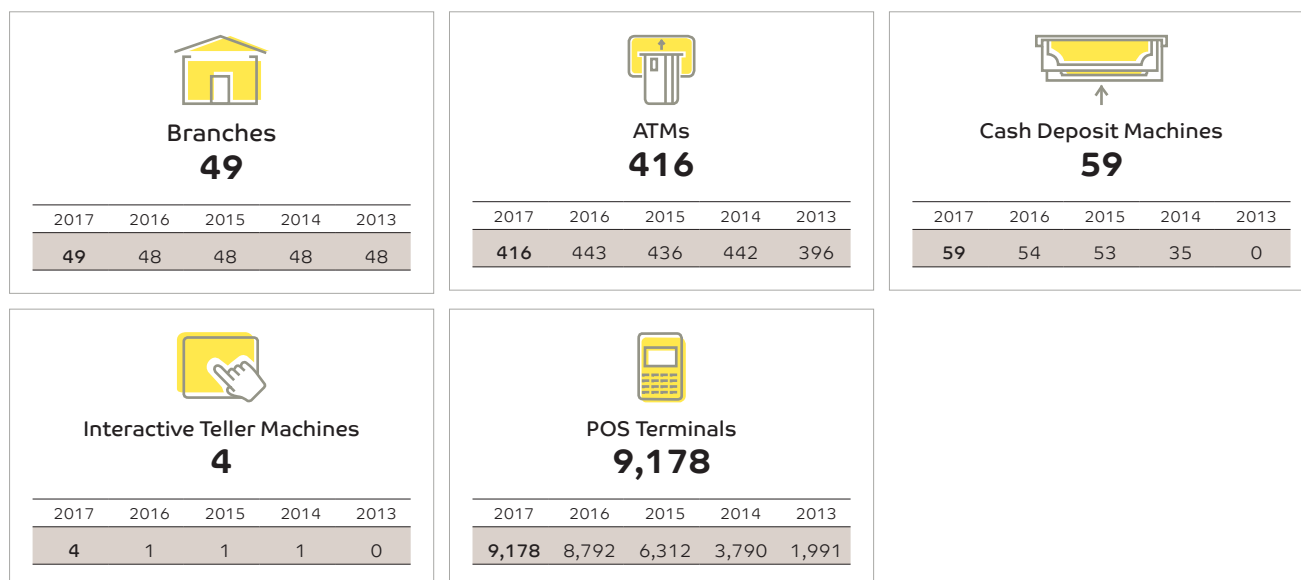 Branches
49
2017 2016 2015 2014 2013
49 48 48 48 48
ATMs
416
2017 2016 2015 2014 2013
416 443 436 442 396
Cash Deposit Machines
59
2017 2016 2015 2014 2013
59 54 53 35 0
Interactive Teller Machines
4
2017 2016 2015 2014 2013
4 1 1 1 0
POS Terminals
9,178
2017 2016 2015 2014 2013
9,178 8,792 6,312 3,790 1,991